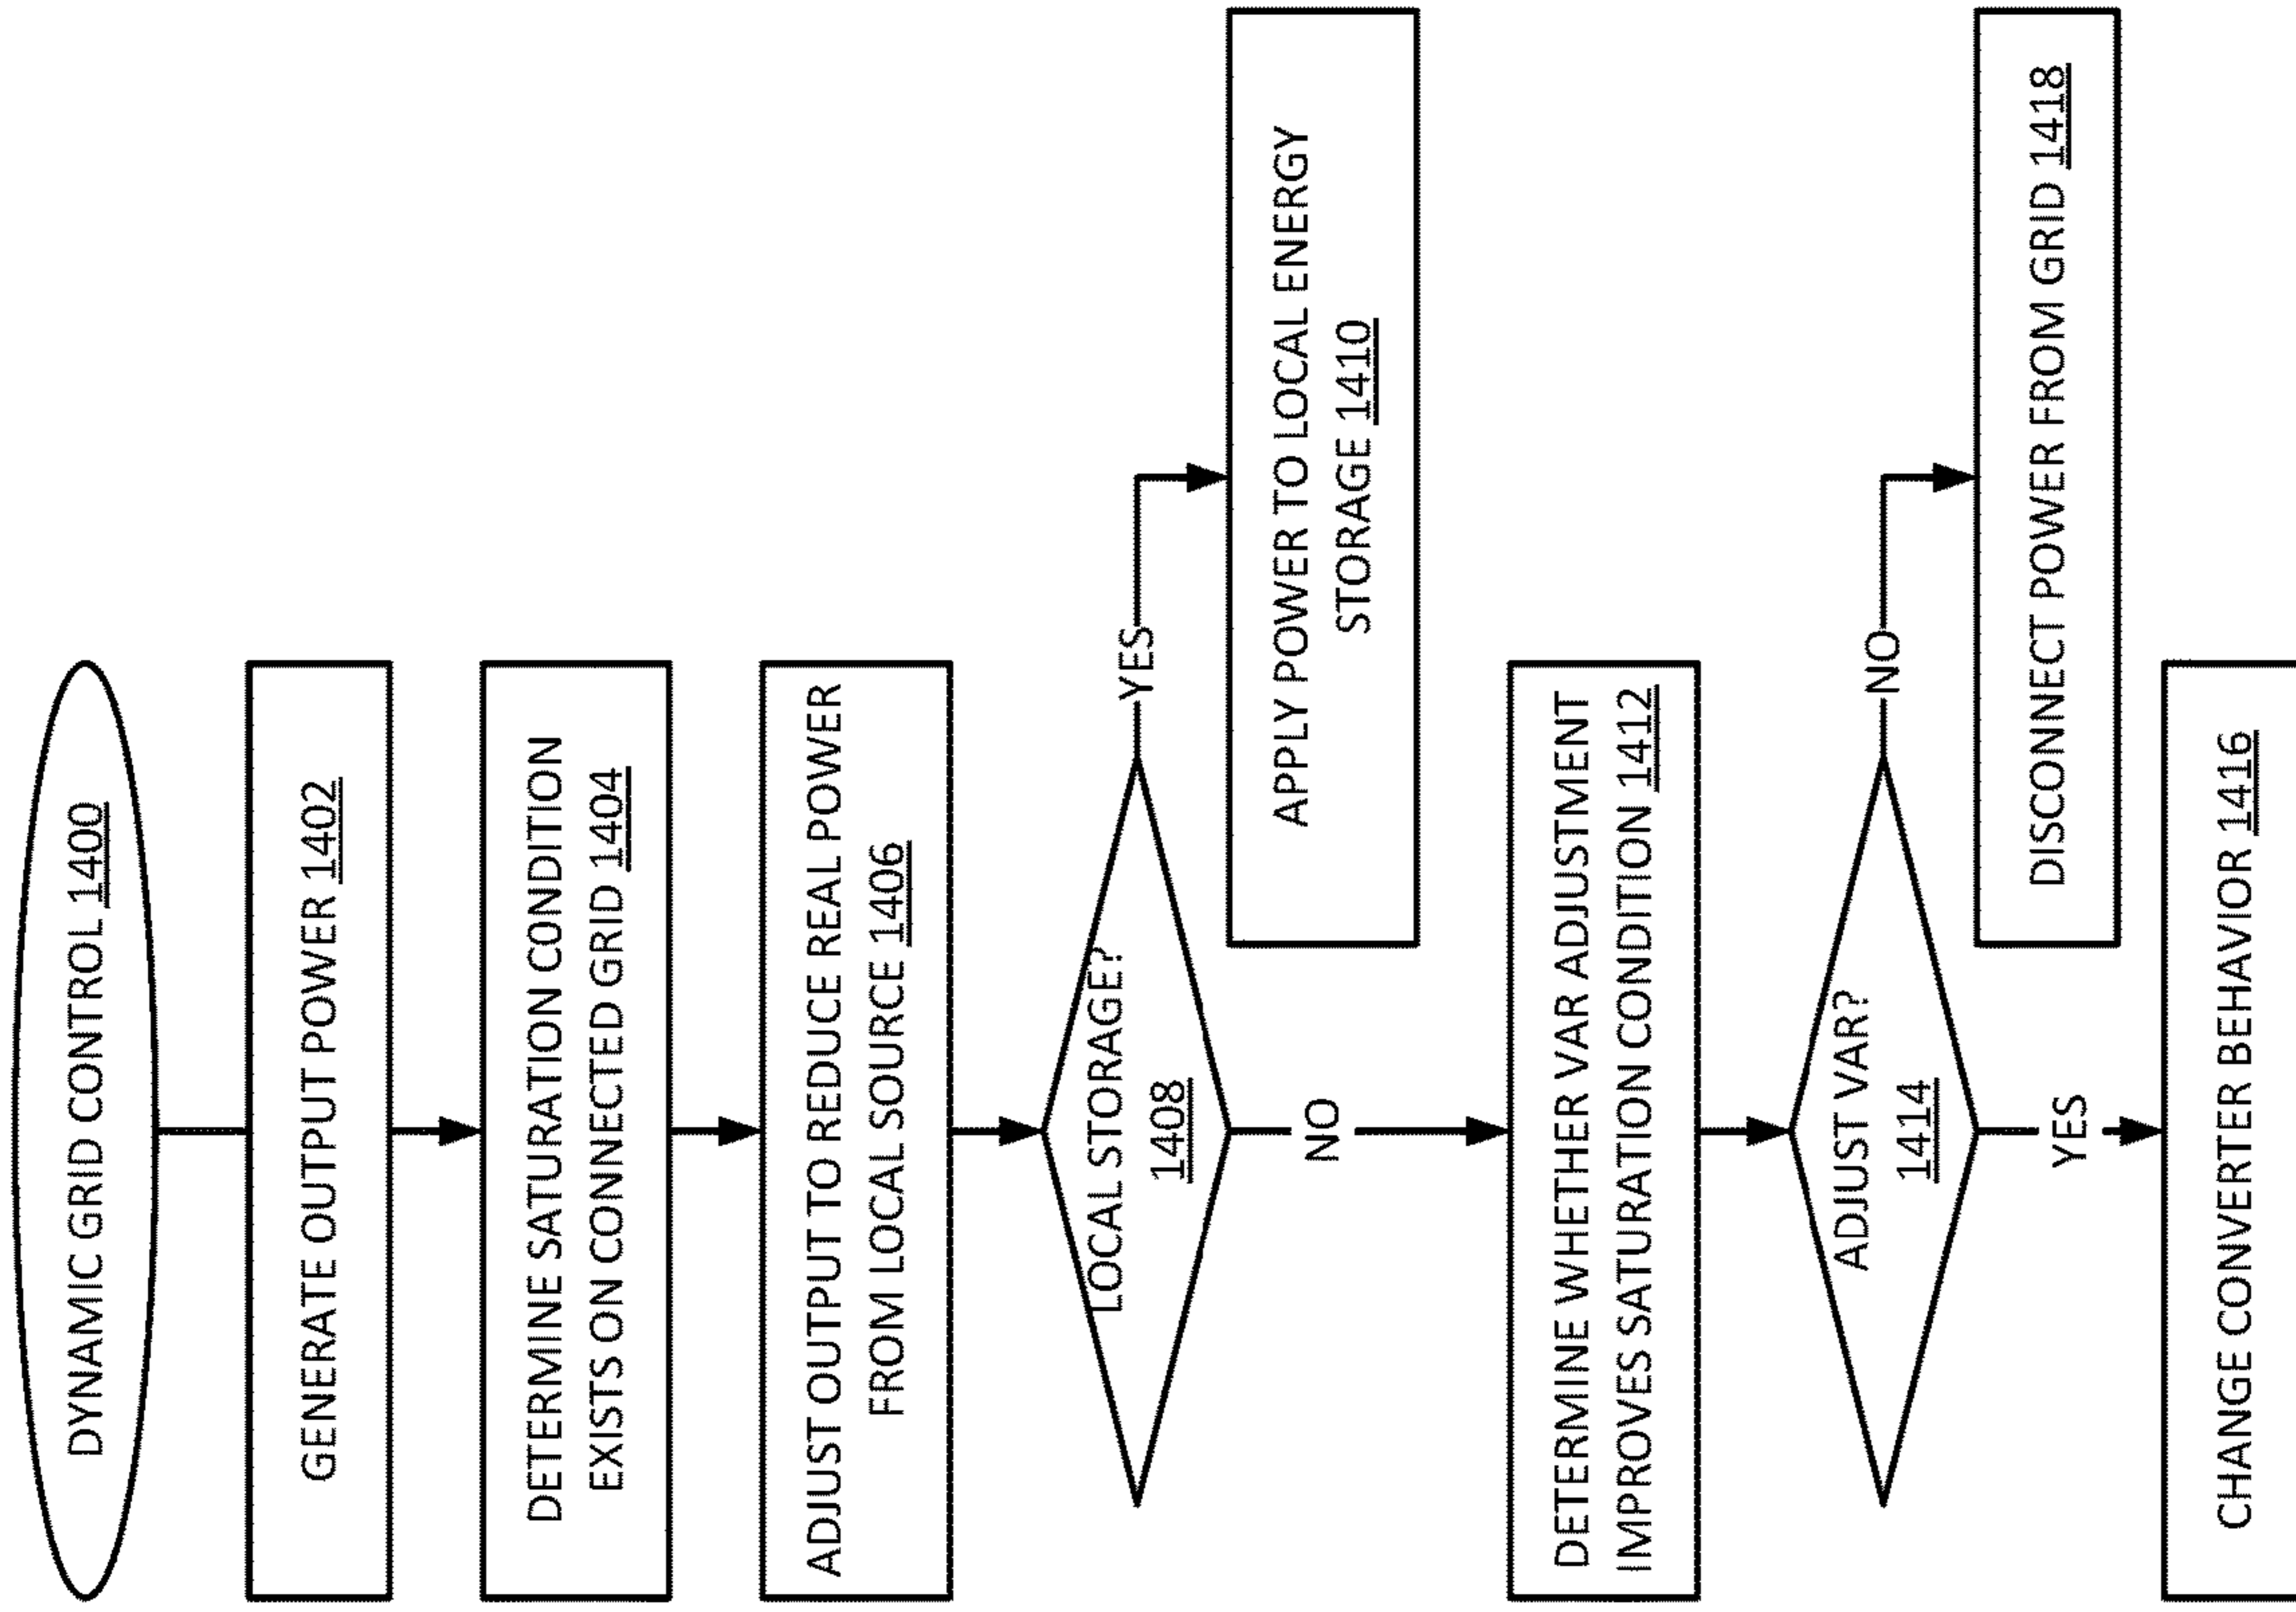 DYNAMIC GRID CONTROL 1400
GENERATE OUTPUT POWER 1402
DETERMINE SATURATION CONDITION
EXISTS ON CONNECTED GRID 1404
ADJUST OUTPUT TO REDUCE REAL POWER
FROM LOCAL SOURCE 1406
LOCAL STORAGE?
1408
YES
APPLY POWER TO LOCAL ENERGY
STORAGE 1410
NO
DETERMINE WHETHER VAR ADJUSTMENT
IMPROVES SATURATION CONDITION 1412
ADJUST VAR?
1414
NO
DISCONNECT POWER FROM GRID 1418
YES
CHANGE CONVERTER BEHAVIOR 1416